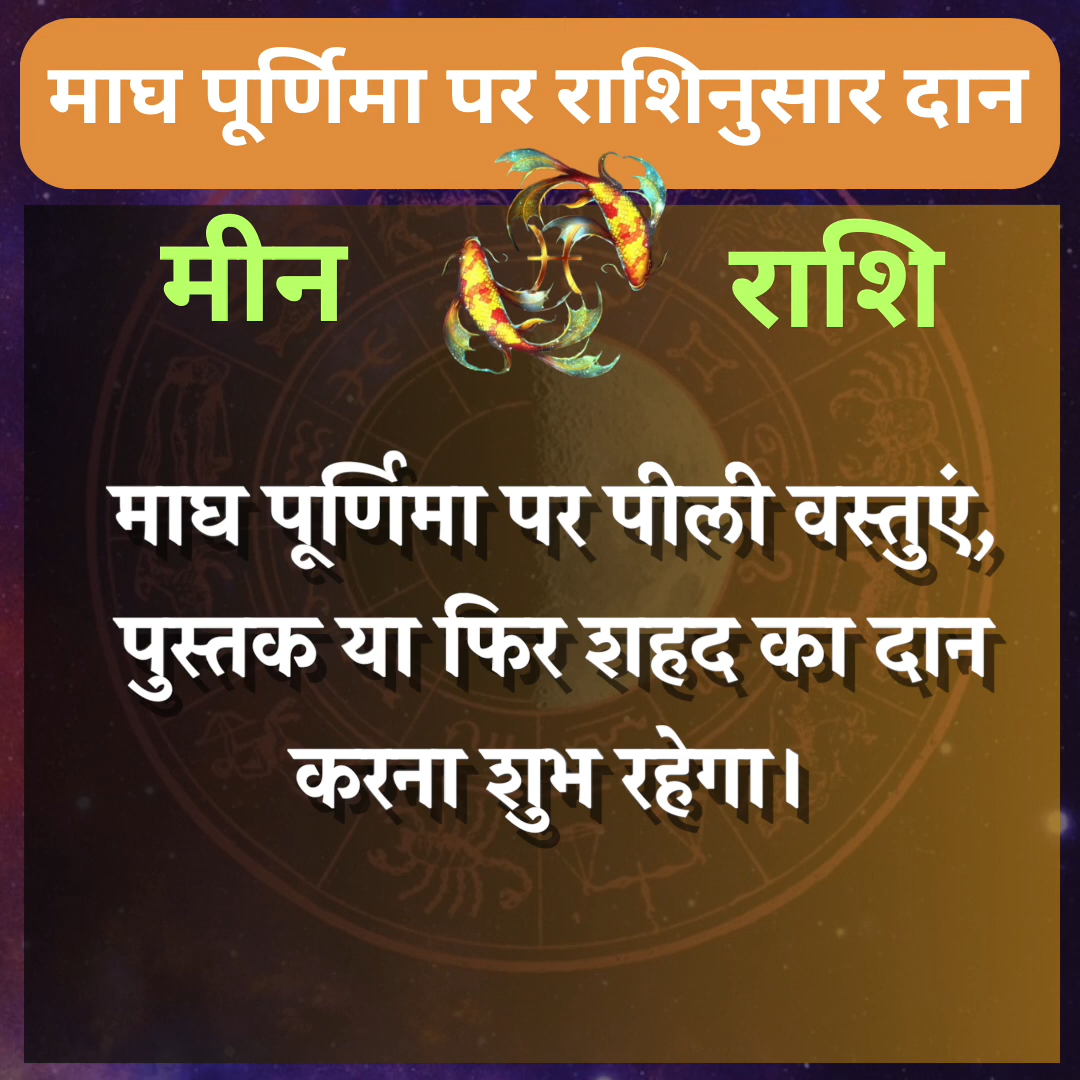 माघ पूर्णिमा पर राशिनुसार दान
मीन राशि
माघ पूर्णिमा पर पीली वस्तुएं,
पुस्तक या फिर शहद का दान
करना शुभ रहेगा।